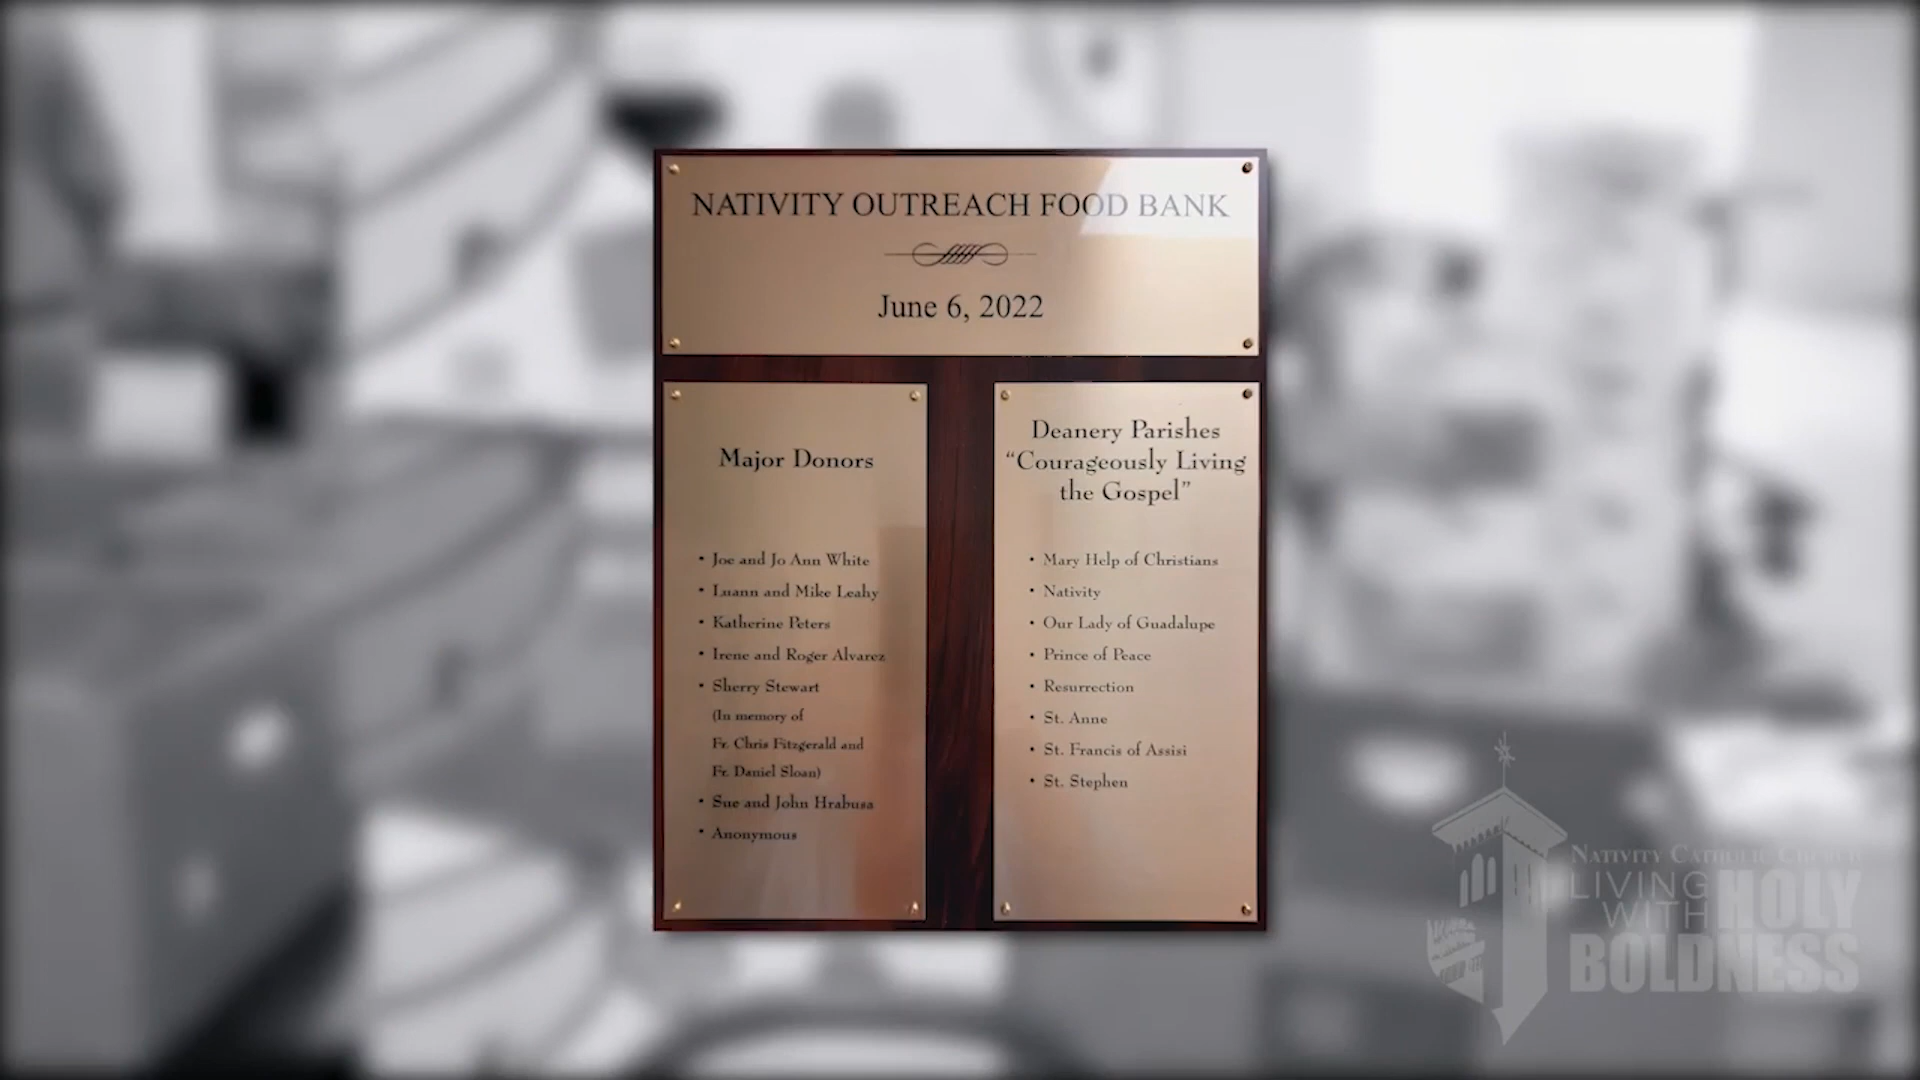 NATIVITY OUTREACH FOOD BANK
June 6, 2022
Major Donors
• Joe and Jo Ann White
• Luann and Mike Leahy
• Katherine Peters
• Irene and Roger Alvarez
• Sherry Stewart
(In memory of
Fr. Chris Fitzgerald and
Fr. Daniel Sloan)
• Sue and John Hrabusa
• Anonymous
Deanery Parishes
“Courageously Living
the Gospel”
• Mary Help of Christians
• Nativity
• Our Lady of Guadalupe
• Prince of Peace
• Resurrection
• St. Anne
• St. Francis of Assisi
• St. Stephen
NATIVITY CATHOLIC CHURCH
LIVING
WITH HOLY
BOLDNESS